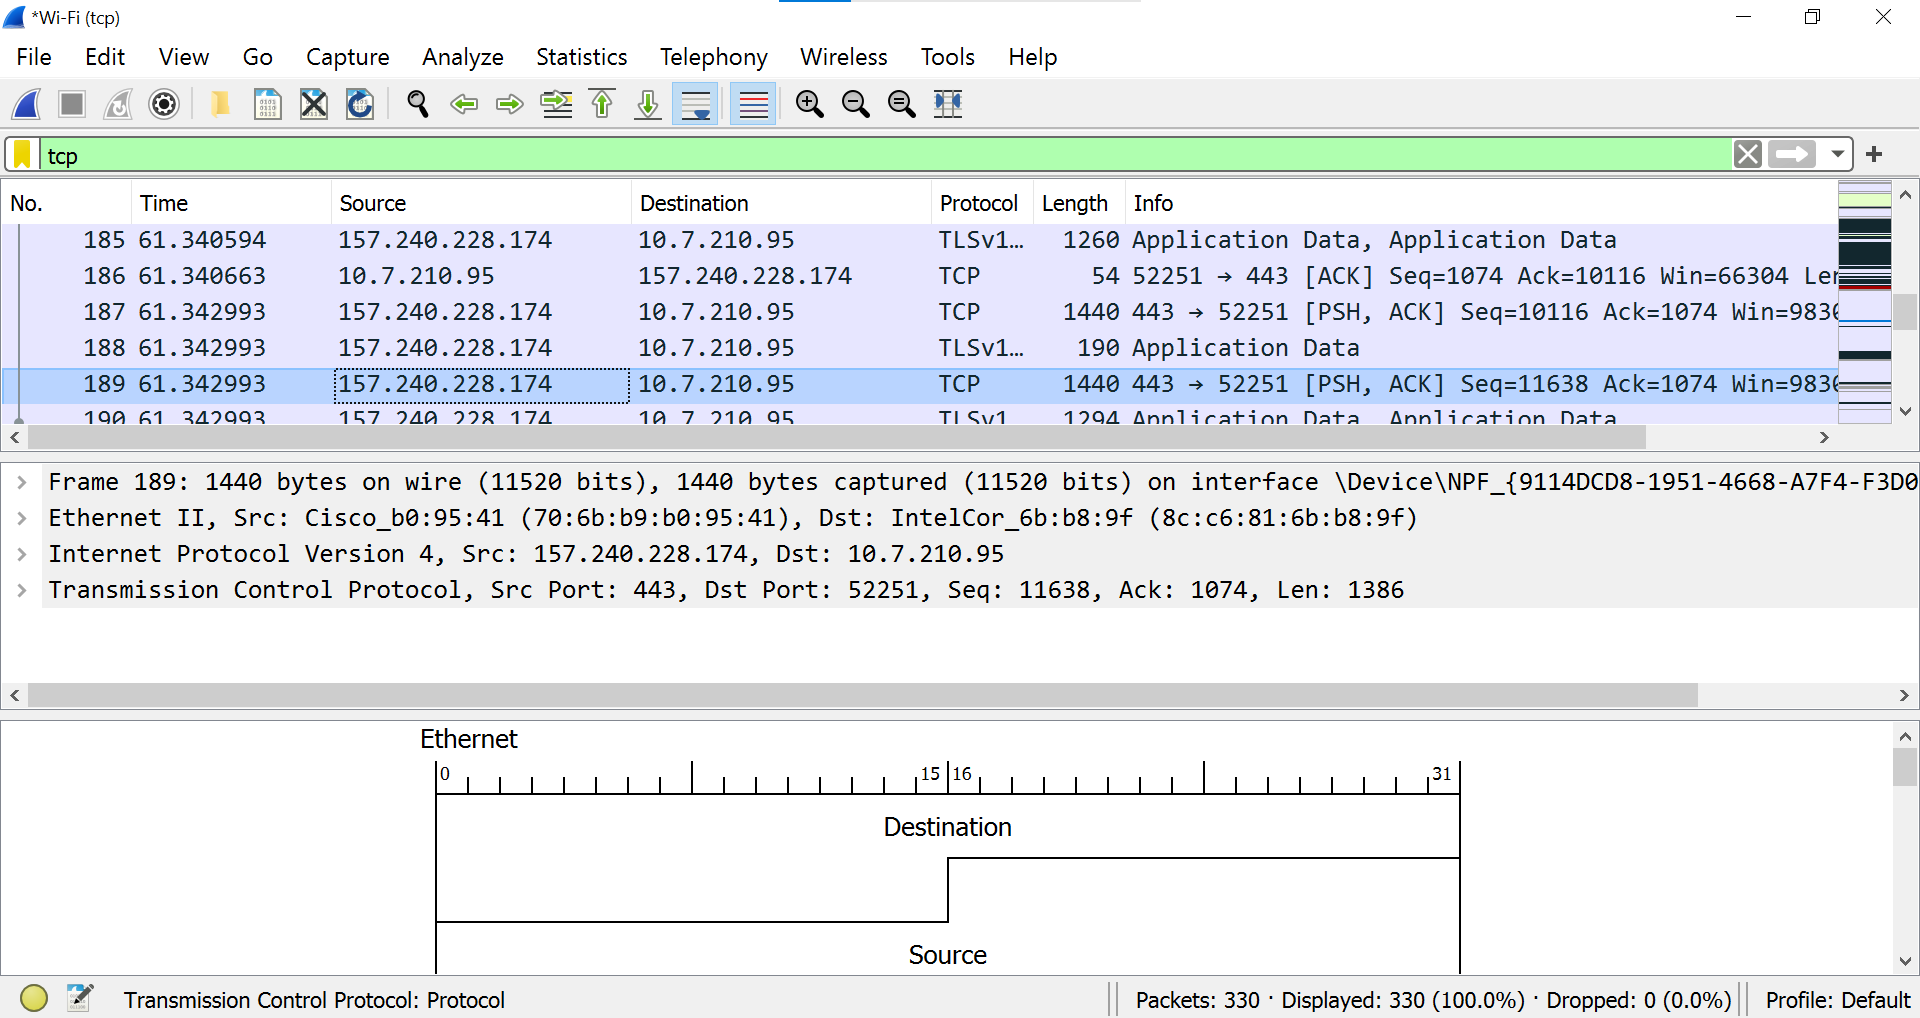 *Wi-Fi (tcp)
File Edit View Go Capture Analyze Statistics Telephony Wireless Tools Help
tcp
No. Time Source Destination Protocol Length Info
185 61.340594 157.240.228.174 10.7.210.95 TLSv1… 1260 Application Data, Application Data
186 61.340663 10.7.210.95 157.240.228.174 TCP 54 52251 → 443 [ACK] Seq=1074 Ack=10116 Win=66304 Ler
187 61.342993 157.240.228.174 10.7.210.95 TCP 1440 443 → 52251 [PSH, ACK] Seq=10116 Ack=1074 Win=9830
188 61.342993 157.240.228.174 10.7.210.95 TLSv1… 190 Application Data
189 61.342993 157.240.228.174 10.7.210.95 TCP 1440 443 → 52251 [PSH, ACK] Seq=11638 Ack=1074 Win=9830
190 61.342993 157.240.228.174 10.7.210.95 TLSv1 1294 Application Data, Application Data
Frame 189: 1440 bytes on wire (11520 bits), 1440 bytes captured (11520 bits) on interface \Device\NPF_{9114DCD8-1951-4668-A7F4-F3D0
Ethernet II, Src: Cisco_b0:95:41 (70:6b:b9:b0:95:41), Dst: IntelCor_6b:b8:9f (8c:c6:81:6b:b8:9f)
Internet Protocol Version 4, Src: 157.240.228.174, Dst: 10.7.210.95
Transmission Control Protocol, Src Port: 443, Dst Port: 52251, Seq: 11638, Ack: 1074, Len: 1386
Ethernet
0 15 16 31
Destination
Source
Transmission Control Protocol: Protocol
Packets: 330 · Displayed: 330 (100.0%) · Dropped: 0 (0.0%)
Profile: Default